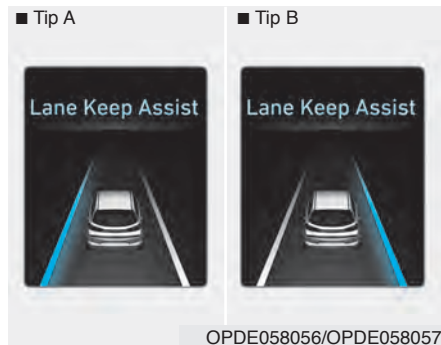 ■ Tip A
■ Tip B
Lane Keep Assist
Lane Keep Assist
OPDE058056/OPDE058057